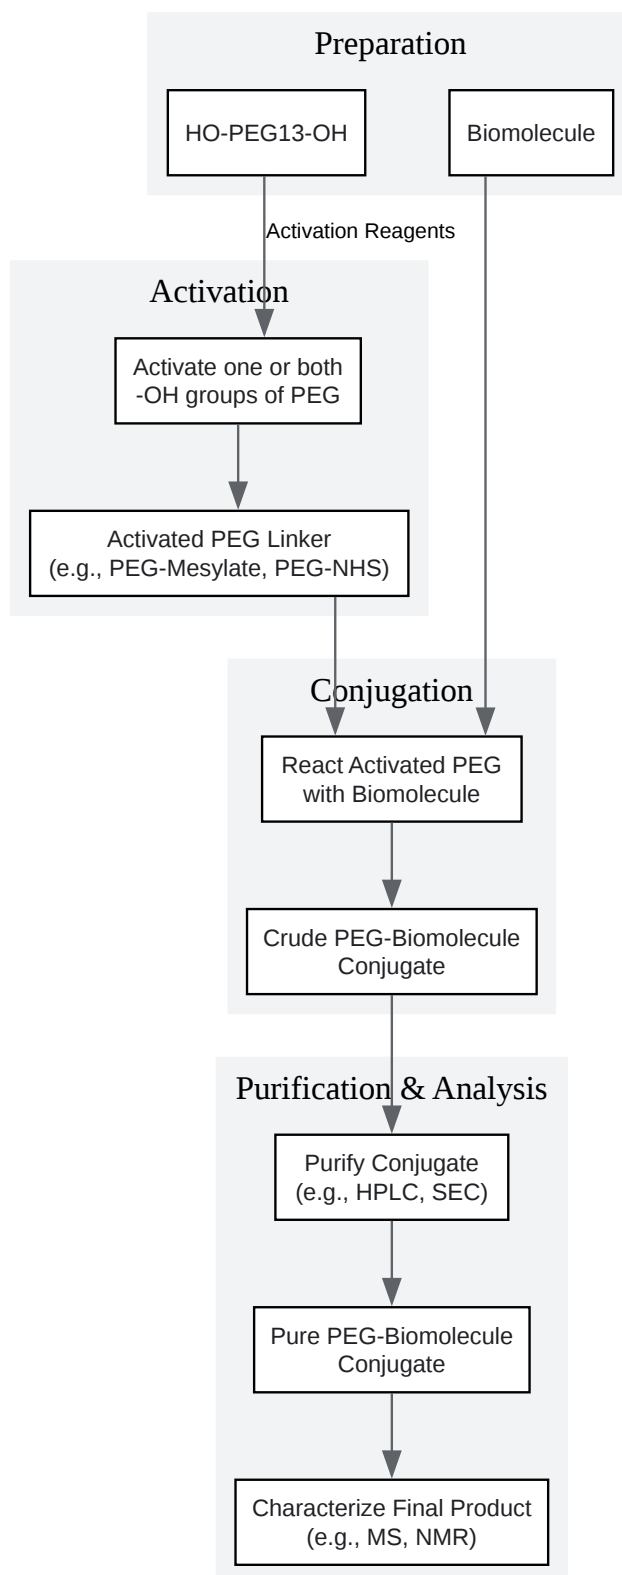 Preparation
HO-PEG13-OH
Biomolecule
Activation Reagents
Activation
Activate one or both
-OH groups of PEG
Activated PEG Linker
(e.g., PEG-Mesylate, PEG-NHS)
Conjugation
React Activated PEG
with Biomolecule
Crude PEG-Biomolecule
Conjugate
Purification & Analysis
Purify Conjugate
(e.g., HPLC, SEC)
Pure PEG-Biomolecule
Conjugate
Characterize Final Product
(e.g., MS, NMR)